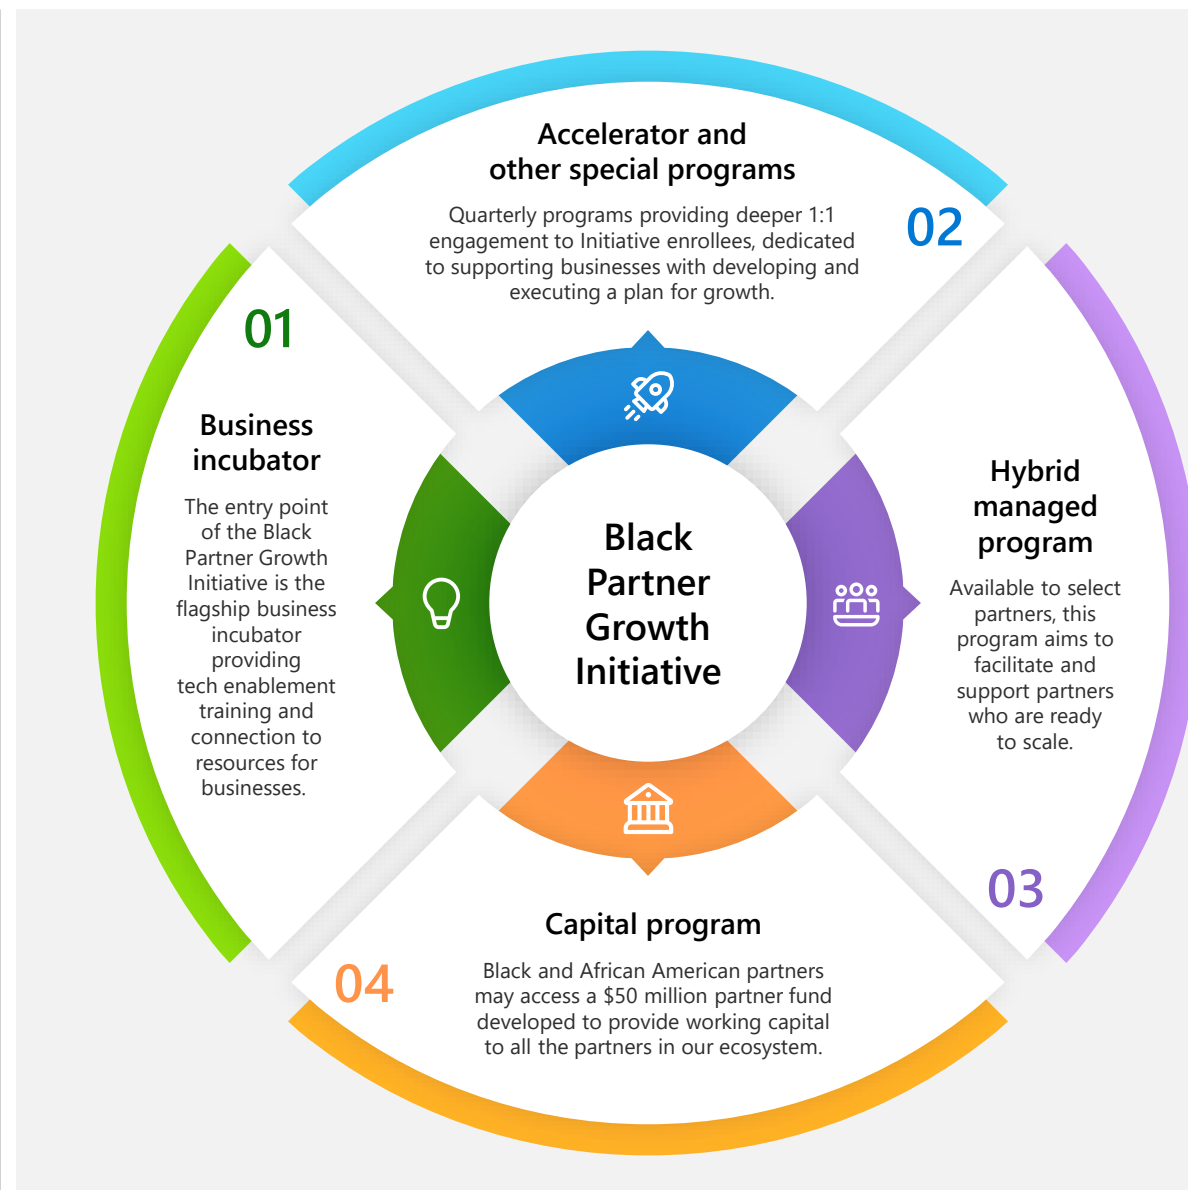 Black
Partner
Growth
Initiative
01
Business
incubator
The entry point
of the Black
Partner Growth
Initiative is the
flagship business
incubator
providing
tech enablement
training and
connection to
resources for
businesses.
Accelerator and
other special programs
02
Quarterly programs providing deeper 1:1
engagement to Initiative enrollees, dedicated
to supporting businesses with developing and
executing a plan for growth.
Hybrid
managed
program
Available to select
partners, this
program aims to
facilitate and
support partners
who are ready
to scale.
03
Capital program
04
Black and African American partners
may access a $50 million partner fund
developed to provide working capital
to all the partners in our ecosystem.